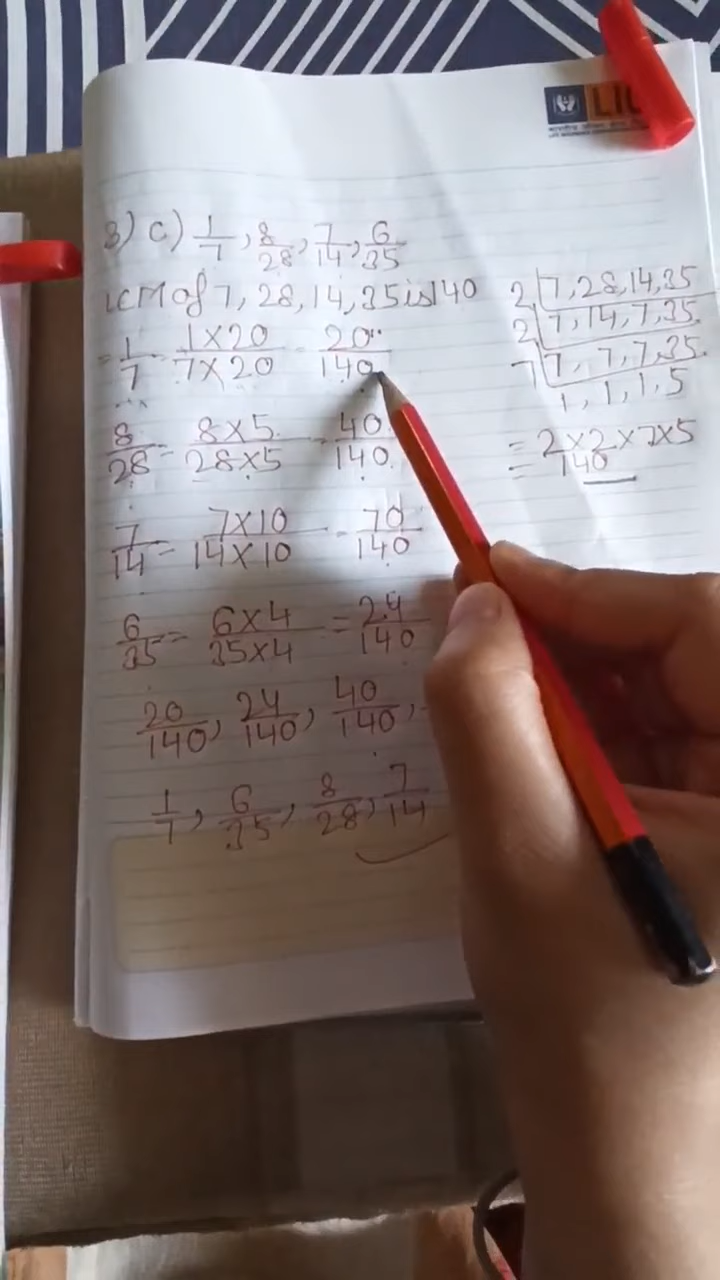 3) C) 1/7, 8/28, 7/14, 6/35
LCM of 7, 28, 14, 35 is 140
= 1/7 = 1×20/7×20 = 20/140
8/28 = 8×5/28×5 = 40/140
7/14 = 7×10/14×10 = 70/140
6/35 = 6×4/35×4 = 24/140
20/140, 24/140, 40/140,
1/7, 6/35, 8/28, 7/14
2 7, 28, 14, 35
2 7, 14, 7, 35
7 7, 7, 7, 35
1, 1, 1, 5
= 2×2×7×5
= 140